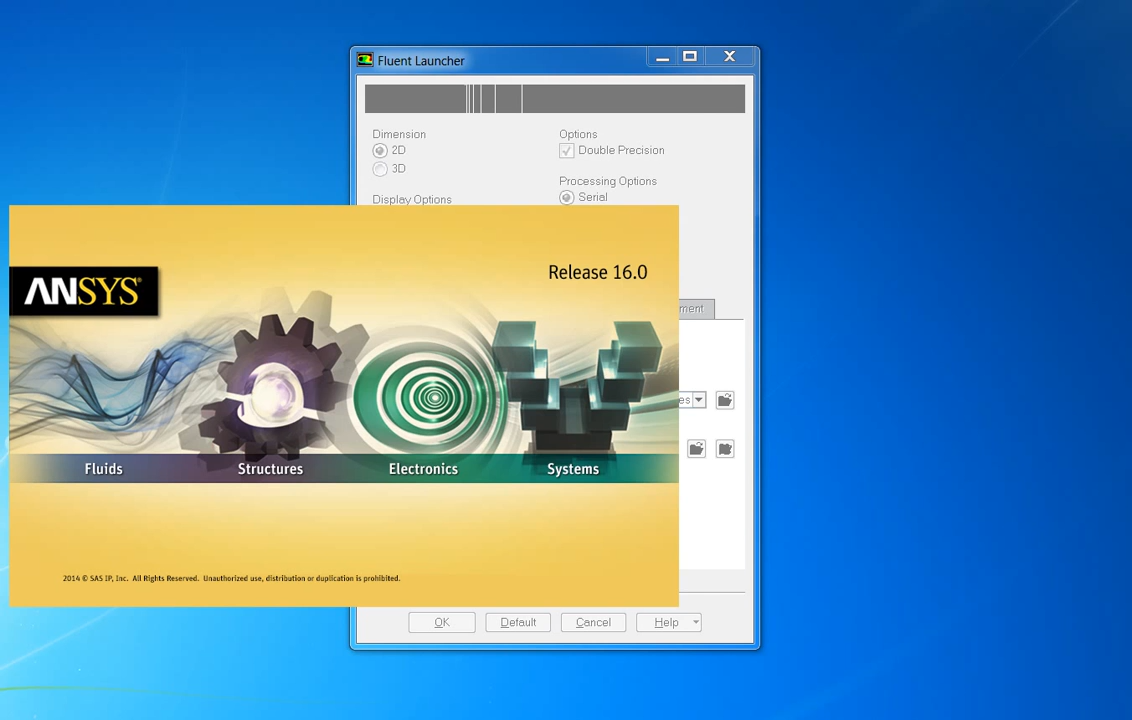 Fluent Launcher
Dimension
2D
3D
Options
Double Precision
Processing Options
Serial
Display Options
ANSYS®
Release 16.0
Fluids Structures Electronics Systems
2014 © SAS IP, Inc. All Rights Reserved. Unauthorized use, distribution or duplication is prohibited.
OK Default Cancel Help